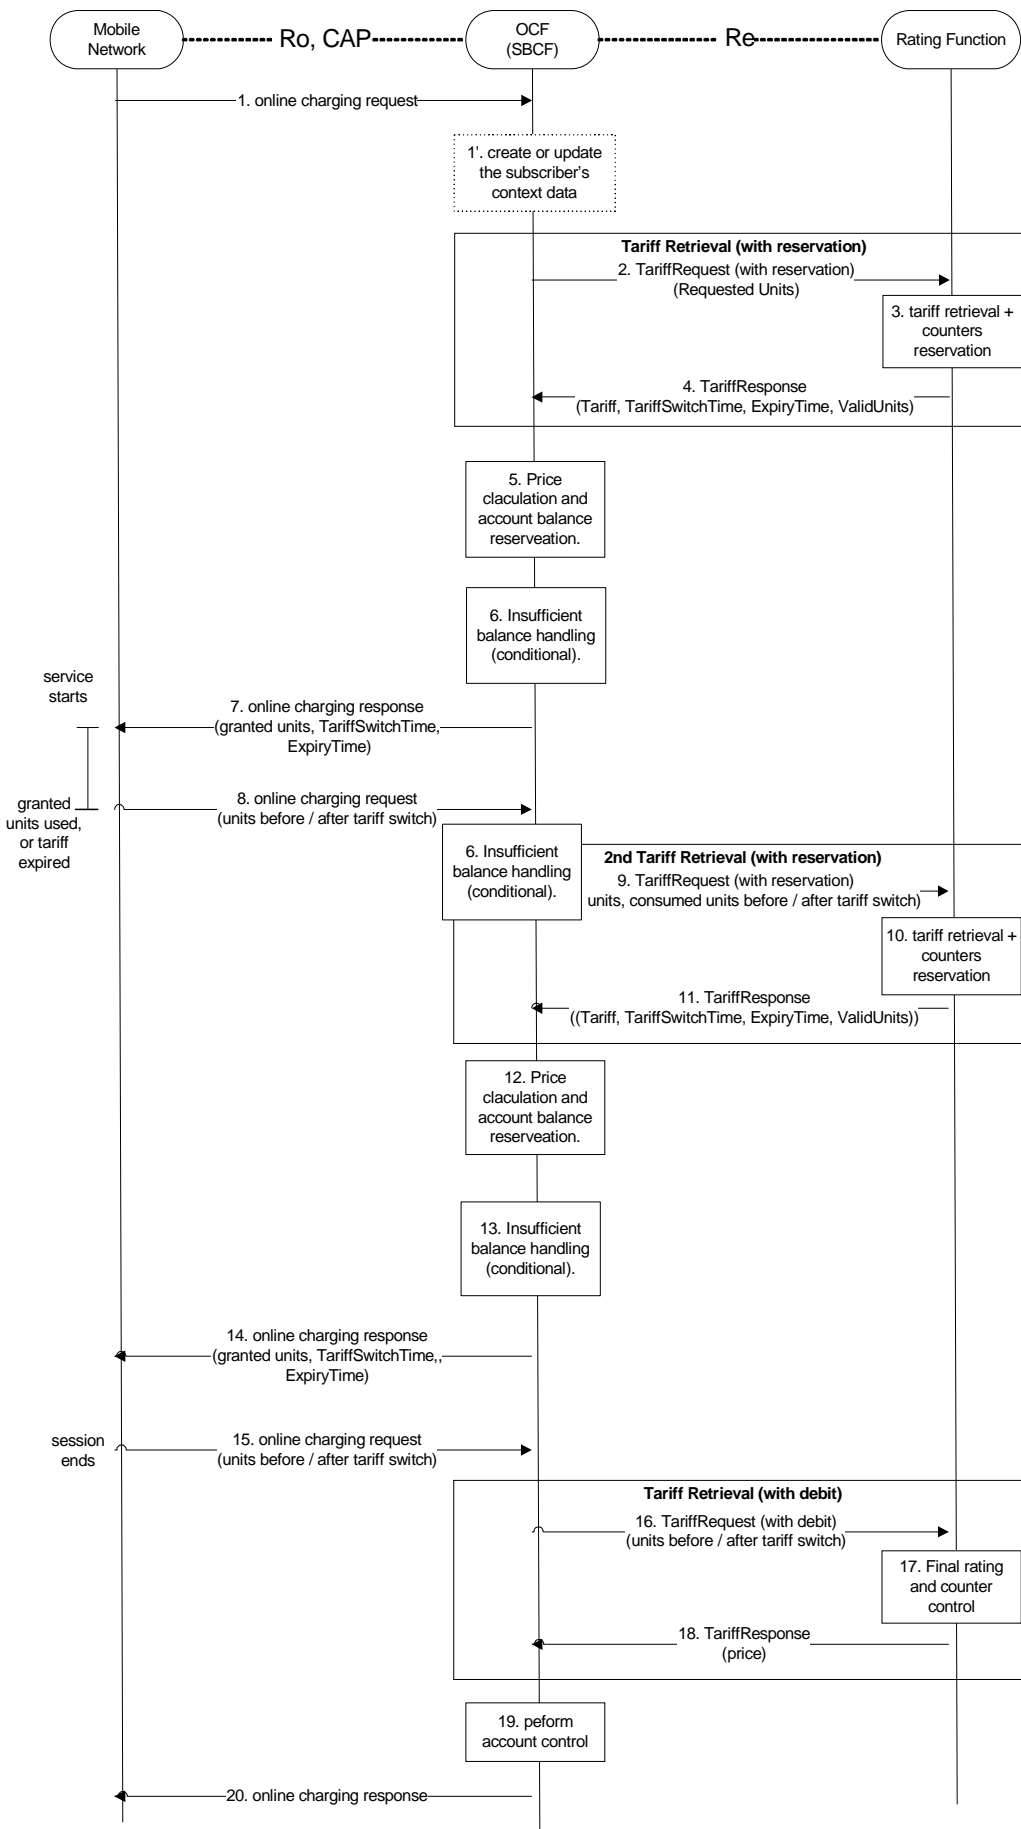 Mobile
Network
Ro, CAP
OCF
(SBCF)
Re
Rating Function
1. online charging request
1'. create or update
the subscriber's
context data
Tariff Retrieval (with reservation)
2. TariffRequest (with reservation)
(Requested Units)
3. tariff retrieval +
counters
reservation
4. TariffResponse
(Tariff, TariffSwitchTime, ExpiryTime, ValidUnits)
5. Price
claculation and
account balance
reserveation.
6. Insufficient
balance handling
(conditional).
service
starts
7. online charging response
(granted units, TariffSwitchTime,
ExpiryTime)
granted
units used,
or tariff
expired
8. online charging request
(units before / after tariff switch)
6. Insufficient
balance handling
(conditional).
2nd Tariff Retrieval (with reservation)
9. TariffRequest (with reservation)
units, consumed units before / after tariff switch)
10. tariff retrieval +
counters
reservation
11. TariffResponse
((Tariff, TariffSwitchTime, ExpiryTime, ValidUnits))
12. Price
claculation and
account balance
reserveation.
13. Insufficient
balance handling
(conditional).
14. online charging response
(granted units, TariffSwitchTime,,
ExpiryTime)
session
ends
15. online charging request
(units before / after tariff switch)
Tariff Retrieval (with debit)
16. TariffRequest (with debit)
(units before / after tariff switch)
17. Final rating
and counter
control
18. TariffResponse
(price)
19. peform
account control
20. online charging response